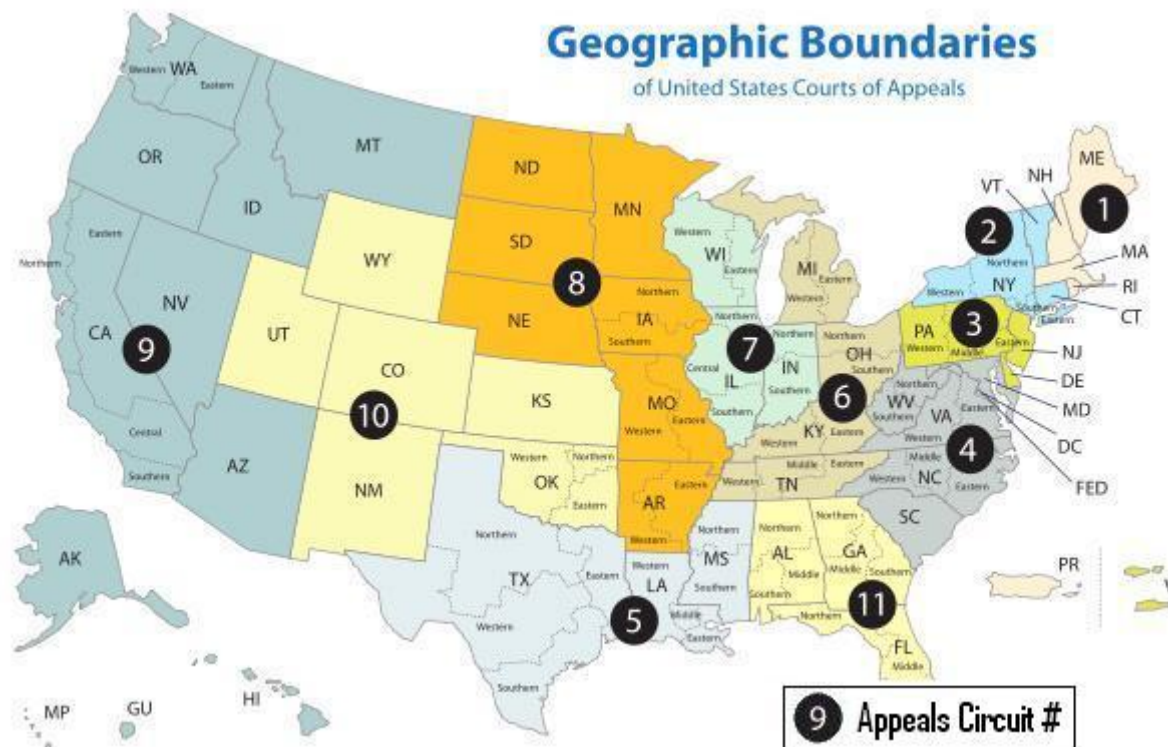 Geographic Boundaries
of United States Courts of Appeals
WA
Western
Eastern
MT
ND
ME
OR
MN
VT
NH
1
ID
2
Eastern
SD
Western
WI
MI
Northern
MA
WY
Eastern
Eastern
NY
Northern
8
Western
RI
NV
Northern
Western
Southern
Eastern
CT
NE
IA
Northern
3
CA
UT
Southern
Northern
Northern
PA
Western
Middle
Eastern
9
7
OH
NJ
CO
Central
IN
Southern
DE
IL
Southern
6
Northern
WV
MD
10
KS
MO
Southern
Southern
VA
Eastern
DC
Western
Eastern
KY
Eastern
Western
Central
Western
Middle
4
Southern
AZ
Western
Northern
Western
Middle
Eastern
Western
NC
Eastern
FED
NM
OK
Eastern
Eastern
TN
AR
SC
Northern
Northern
Northern
AK
Western
MS
AL
GA
TX
Western
Middle
Middle
Southern
PR
Eastern
LA
Southern
Southern
11
5
Middle
Northern
Western
Eastern
FL
Middle
Southern
HI
MP
GU
9 Appeals Circuit #